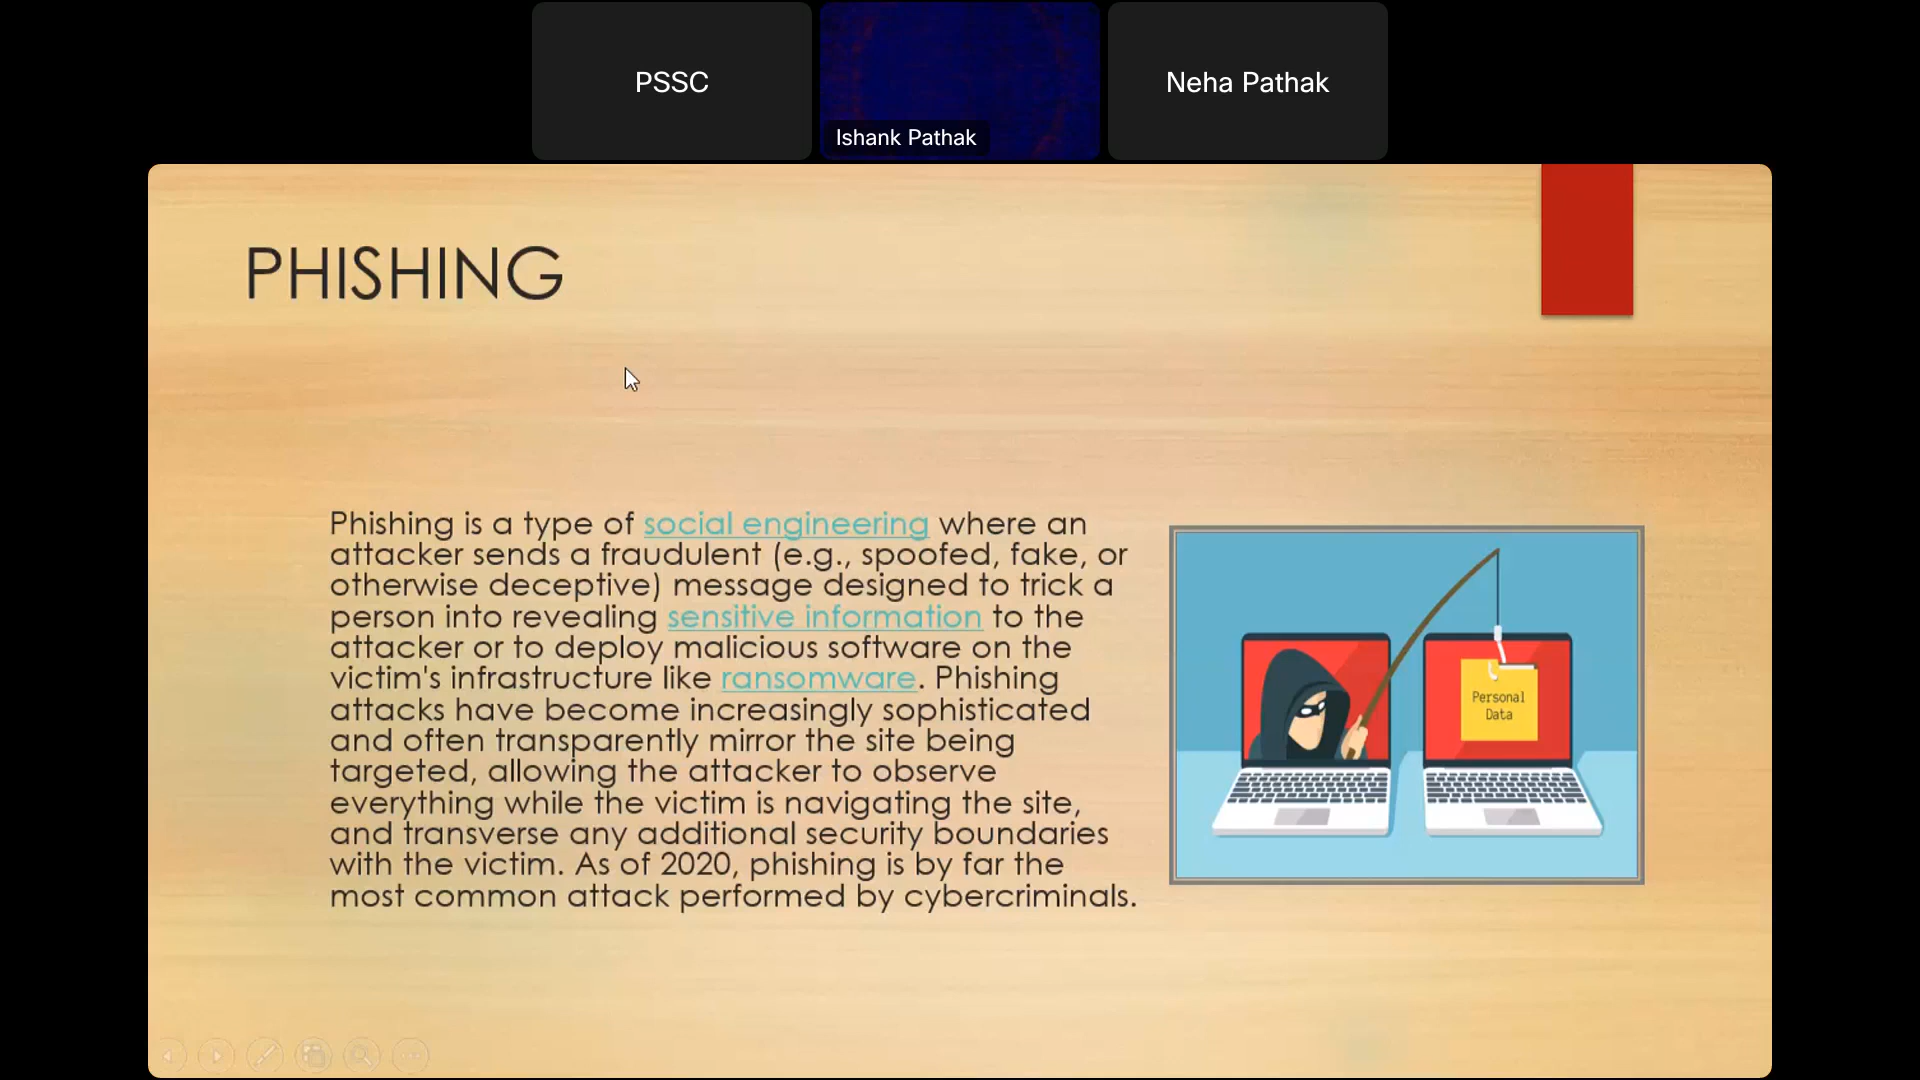 PSSC
Ishank Pathak
Neha Pathak
PHISHING
Phishing is a type of social engineering where an
attacker sends a fraudulent (e.g., spoofed, fake, or
otherwise deceptive) message designed to trick a
person into revealing sensitive information to the
attacker or to deploy malicious software on the
victim's infrastructure like ransomware. Phishing
attacks have become increasingly sophisticated
and often transparently mirror the site being
targeted, allowing the attacker to observe
everything while the victim is navigating the site,
and transverse any additional security boundaries
with the victim. As of 2020, phishing is by far the
most common attack performed by cybercriminals.
Personal
Data